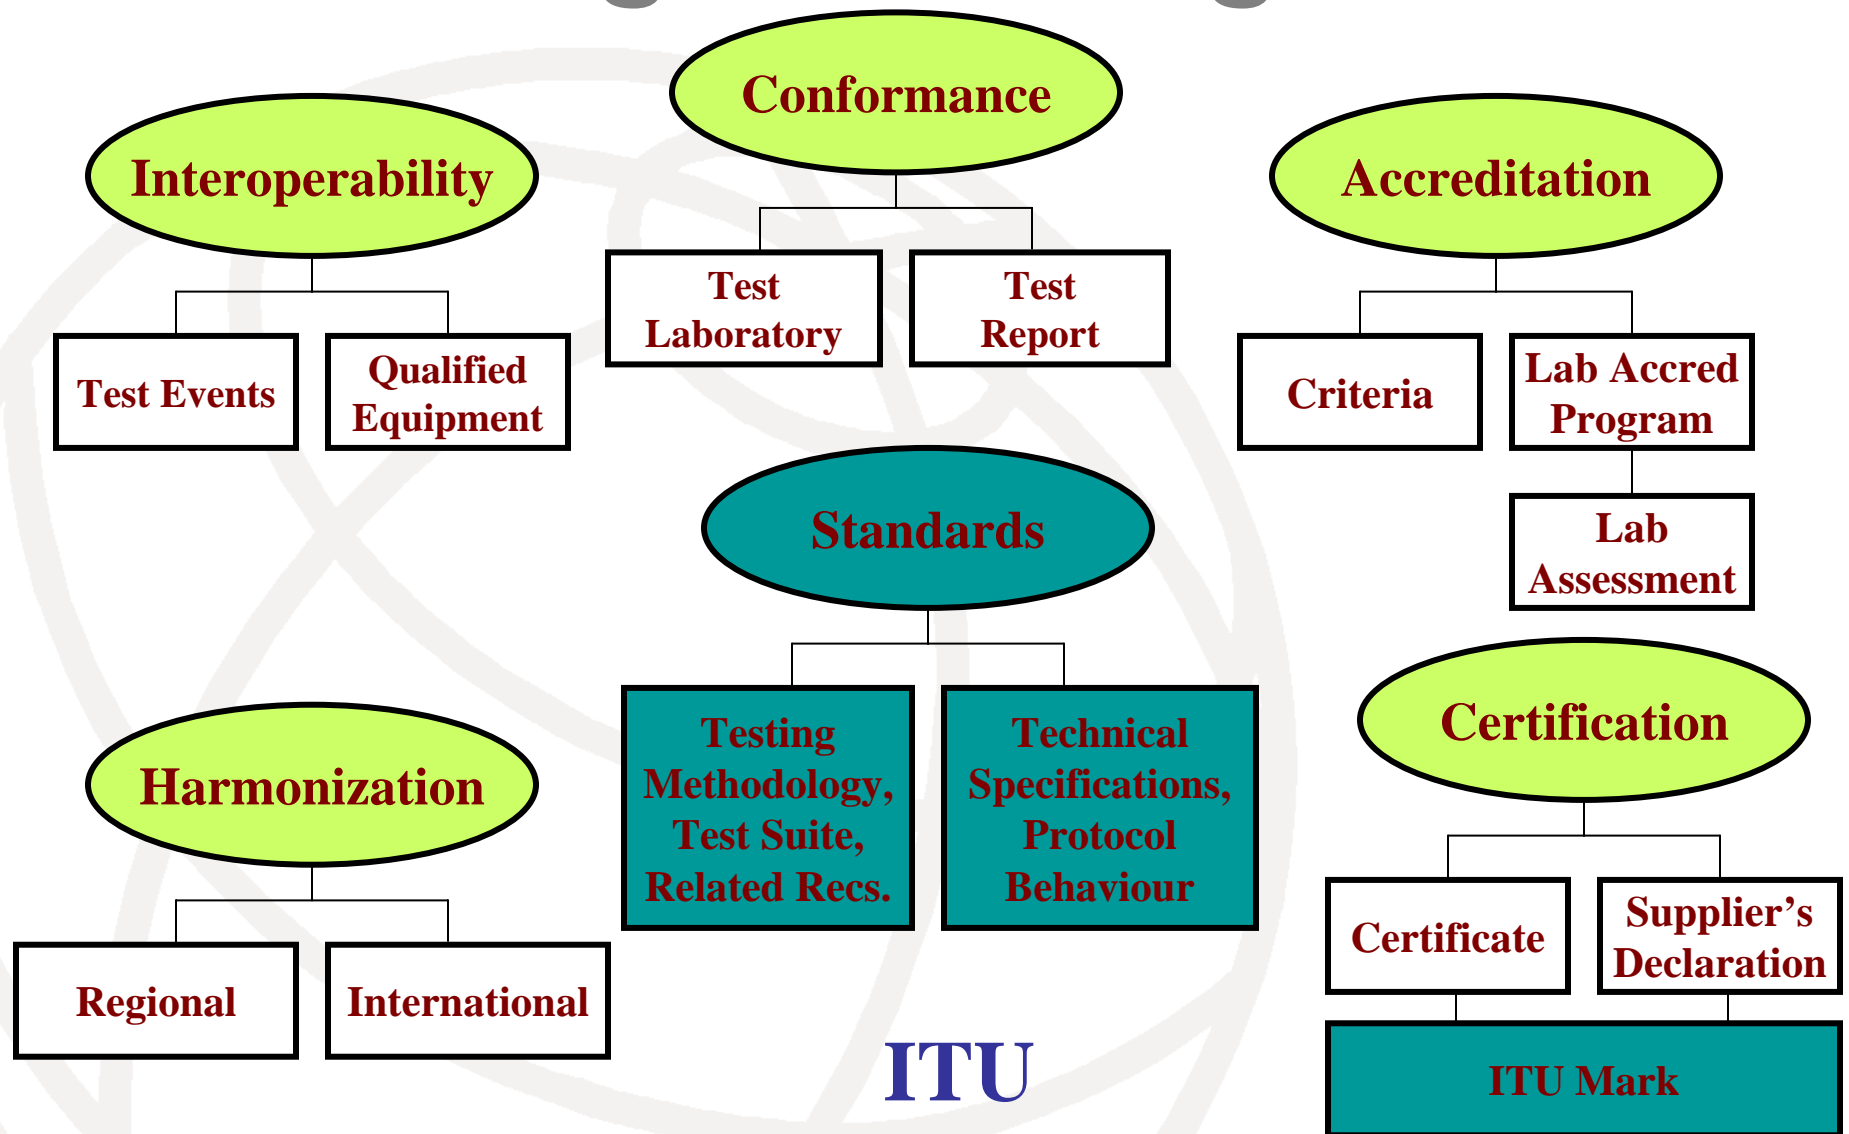 Conformance
Interoperability
Accreditation
Test
Laboratory
Test
Report
Test Events
Qualified
Equipment
Criteria
Lab Accred
Program
Lab
Assessment
Standards
Testing
Methodology,
Test Suite,
Related Recs.
Technical
Specifications,
Protocol
Behaviour
Certification
Certificate
Supplier’s
Declaration
ITU Mark
Harmonization
Regional
International
ITU